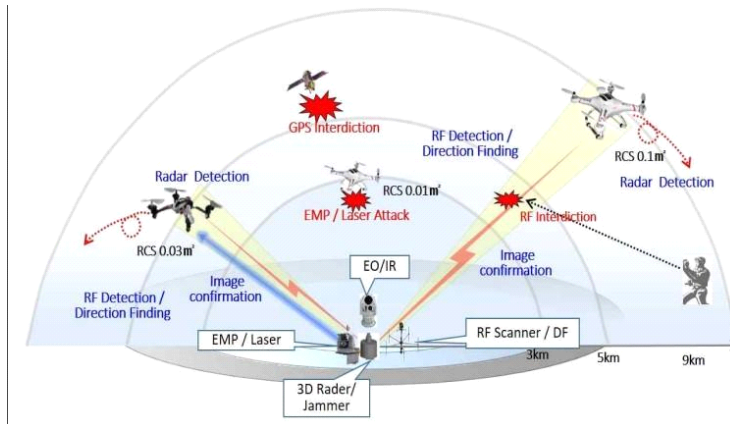 GPS Interdiction
RF Detection /
Direction Finding
RCS 0.1㎡
Radar Detection
Radar Detection
RCS 0.01㎡
EMP / Laser Attack
RF Interdiction
RCS 0.03㎡
EO/IR
Image
confirmation
Image
confirmation
RF Detection /
Direction Finding
EMP / Laser
RF Scanner / DF
3D Rader/
Jammer
3km
5km
9km